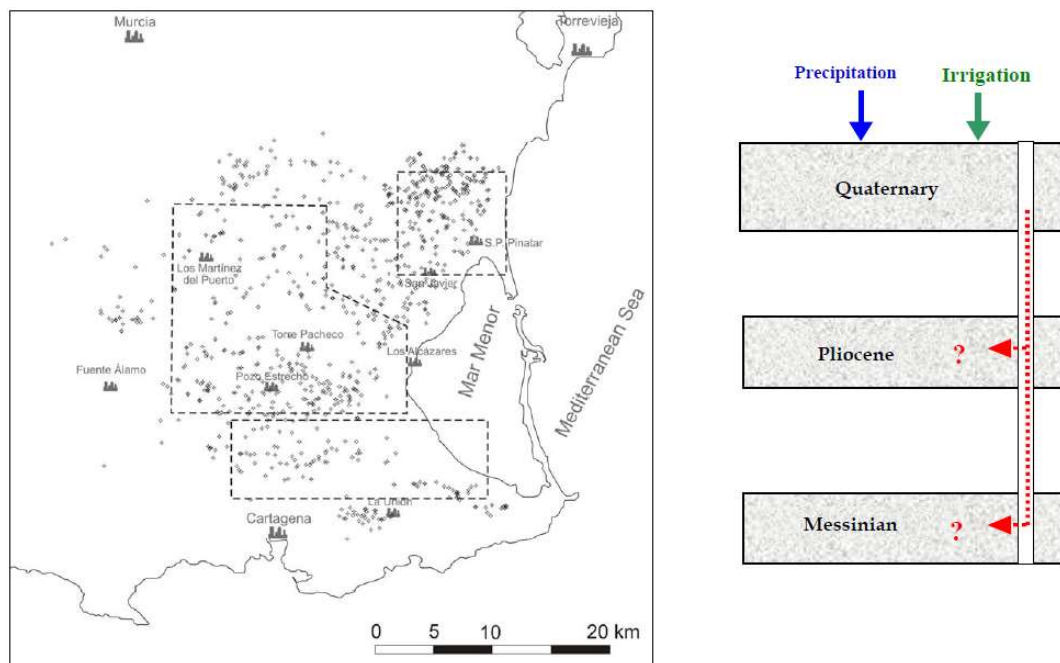 Murcia
Torrevieja
S.P. Pinatar
Los Martínez
del Puerto
San Javier
Torre Pacheco
Los Alcázares
Fuente Álamo
Pozo Estrecho
Mar Menor
Mediterranean Sea
La Unión
Cartagena
0 5 10 20 km
Precipitation
Irrigation
Quaternary
Pliocene
?
Messinian
?